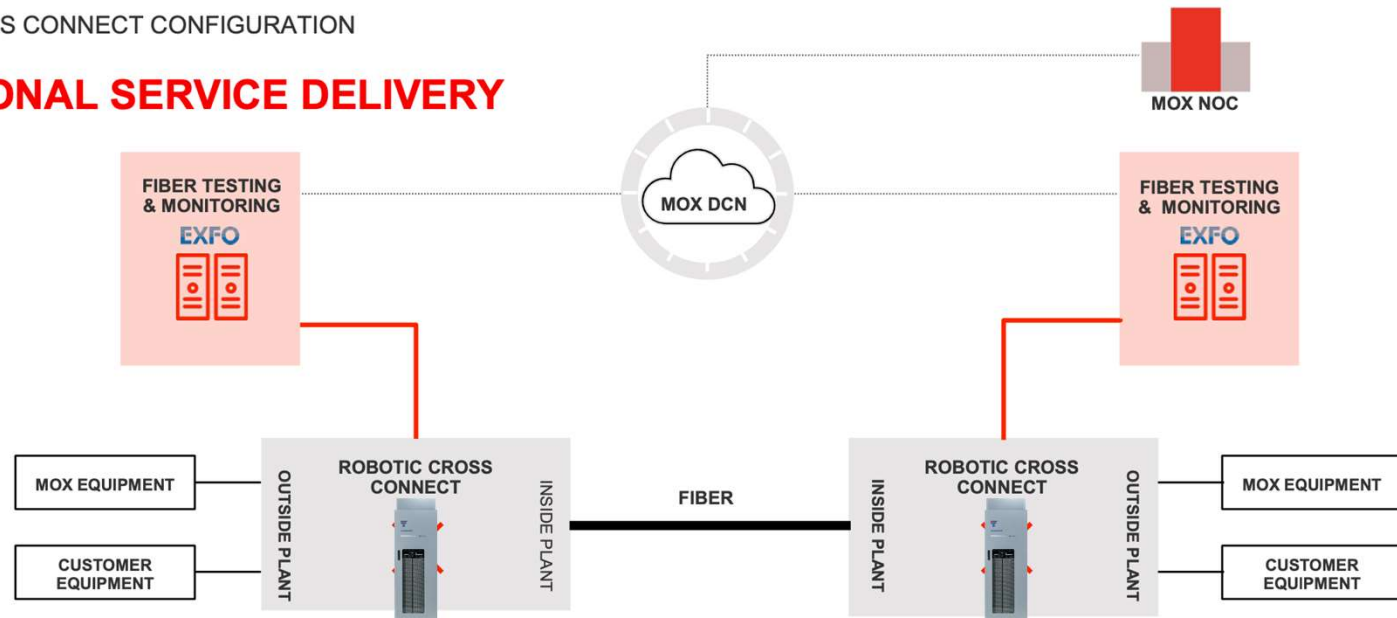 S CONNECT CONFIGURATION
ONAL SERVICE DELIVERY
MOX NOC
FIBER TESTING
& MONITORING
EXFO
MOX DCN
FIBER TESTING
& MONITORING
EXFO
MOX EQUIPMENT
CUSTOMER
EQUIPMENT
OUTSIDE PLANT
ROBOTIC CROSS
CONNECT
INSIDE PLANT
FIBER
INSIDE PLANT
ROBOTIC CROSS
CONNECT
OUTSIDE PLANT
MOX EQUIPMENT
CUSTOMER
EQUIPMENT